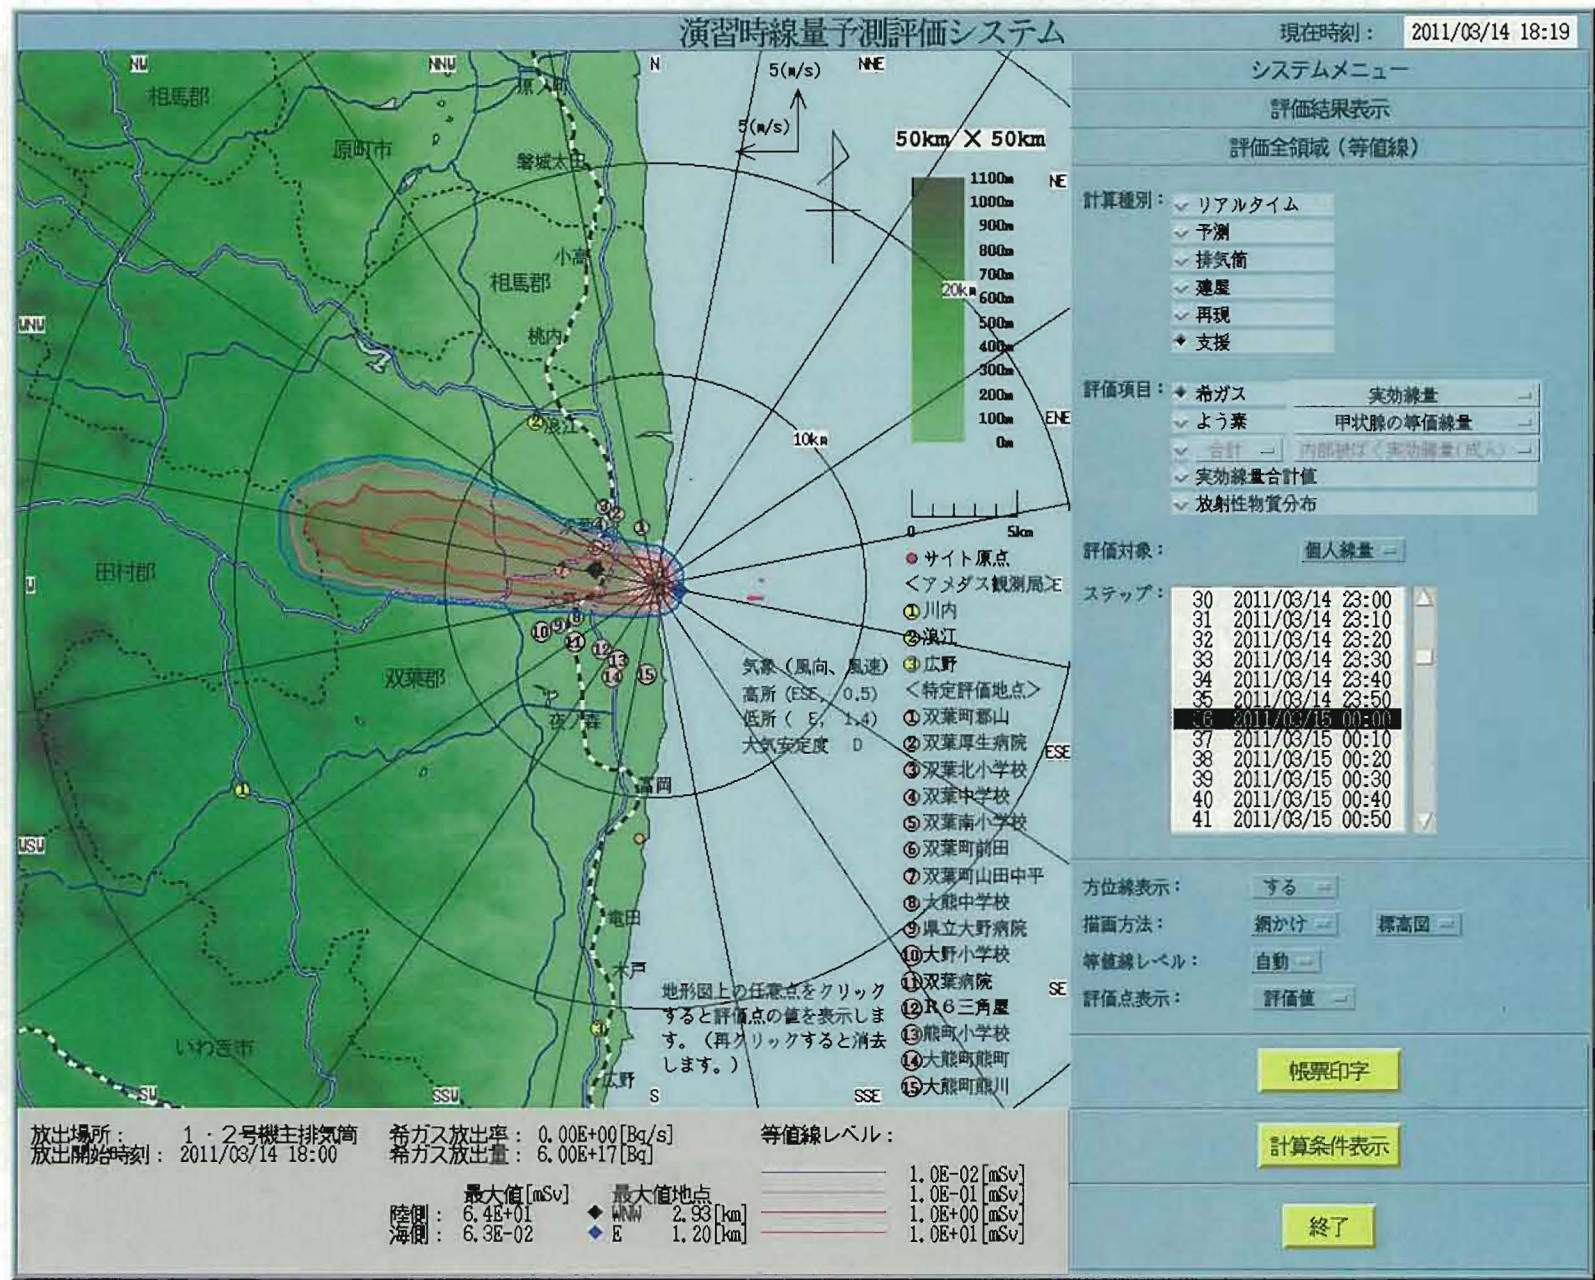 演習時線量予測評価システム
現在時刻： 2011/03/14 18:19
システムメニュー
評価結果表示
評価全領域（等値線）
計算種別：
リアルタイム
予測
排気筒
建屋
再現
支援
評価項目：
希ガス 実効線量
よう素 甲状腺の等価線量
合計 内部被ばく実効線量(成人)
実効線量合計値
放射性物質分布
評価対象： 個人線量
ステップ：
30 2011/03/14 23:00
31 2011/03/14 23:10
32 2011/03/14 23:20
33 2011/03/14 23:30
34 2011/03/14 23:40
35 2011/03/14 23:50
36 2011/03/15 00:00
37 2011/03/15 00:10
38 2011/03/15 00:20
39 2011/03/15 00:30
40 2011/03/15 00:40
41 2011/03/15 00:50
方位線表示： する
描画方法： 網かけ 標高図
等値線レベル： 自動
評価点表示： 評価値
帳票印字
計算条件表示
終了
NW
NNW
N
NNE
NE
ENE
E
ESE
SE
SSE
S
SSW
SW
WSW
W
WNW
相馬郡
原町市
原ノ町
磐城太田
小高
相馬郡
桃内
②浪江
田村郡
双葉郡
夜ノ森
富岡
竜田
木戸
広野
いわき市
5(m/s)
5(m/s)
50km × 50km
1100m
1000m
900m
800m
700m
600m
500m
400m
300m
200m
100m
0m
20km
10km
0 5km
サイト原点
＜アメダス観測局＞
①川内
②浪江
③広野
＜特定評価地点＞
①双葉町郡山
②双葉厚生病院
③双葉北小学校
④双葉中学校
⑤双葉南小学校
⑥双葉町前田
⑦双葉町山田中平
⑧大熊中学校
⑨県立大野病院
⑩大野小学校
⑪双葉病院
⑫R6三角屋
⑬熊町小学校
⑭大熊町熊町
⑮大熊町熊川
気象（風向、風速）
高所（ESE, 0.5)
低所（ E, 1.4)
大気安定度 D
地形図上の任意点をクリック
すると評価点の値を表示しま
す。（再クリックすると消去
します。）
放出場所： 1・2号機主排気筒
放出開始時刻： 2011/03/14 18:00
希ガス放出率： 0.00E+00[Bq/s]
希ガス放出量： 6.00E+17[Bq]
最大値[mSv] 最大値地点
陸側： 6.4E+01 WNW 2.93[km]
海側： 6.3E-02 E 1.20[km]
等値線レベル：
1.0E-02[mSv]
1.0E-01[mSv]
1.0E+00[mSv]
1.0E+01[mSv]